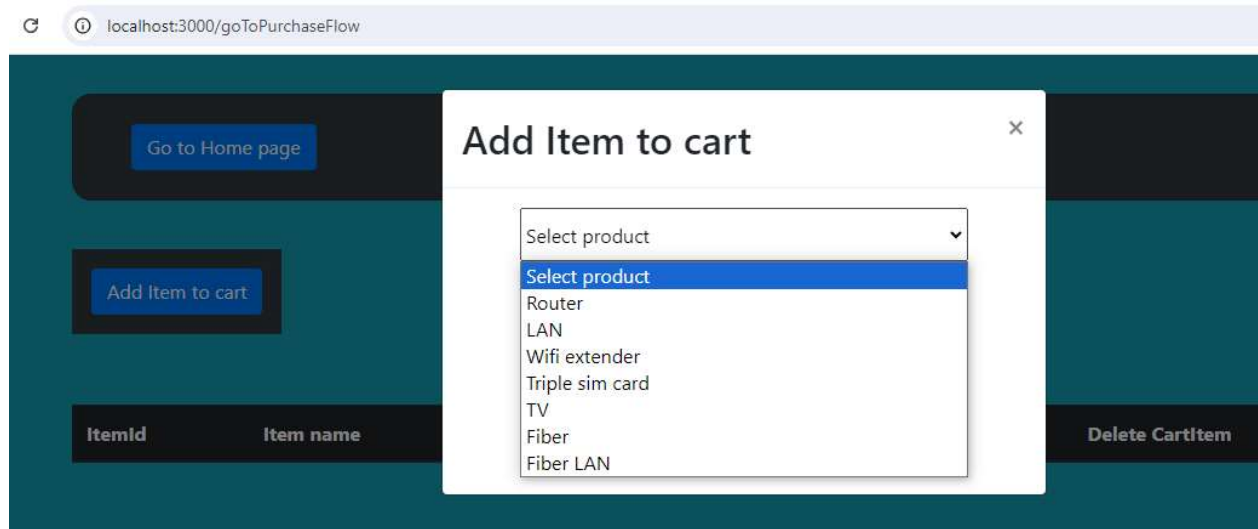 localhost:3000/goToPurchaseFlow
Go to Home page
Add Item to cart
×
Select product
Select product
Router
LAN
Wifi extender
Triple sim card
TV
Fiber
Fiber LAN
Add Item to cart
ItemId Item name Delete CartItem